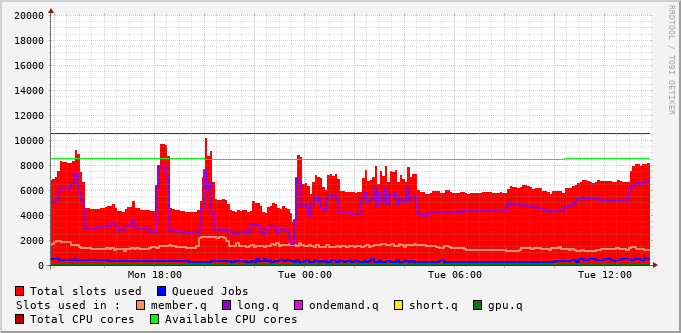 20000
18000
16000
14000
12000
10000
8000
6000
4000
2000
0
Mon 18:00 Tue 00:00 Tue 06:00 Tue 12:00
RRDTOOL / TOBI OETIKER
Total slots used Queued Jobs
Slots used in : member.q long.q ondemand.q short.q gpu.q
Total CPU cores Available CPU cores